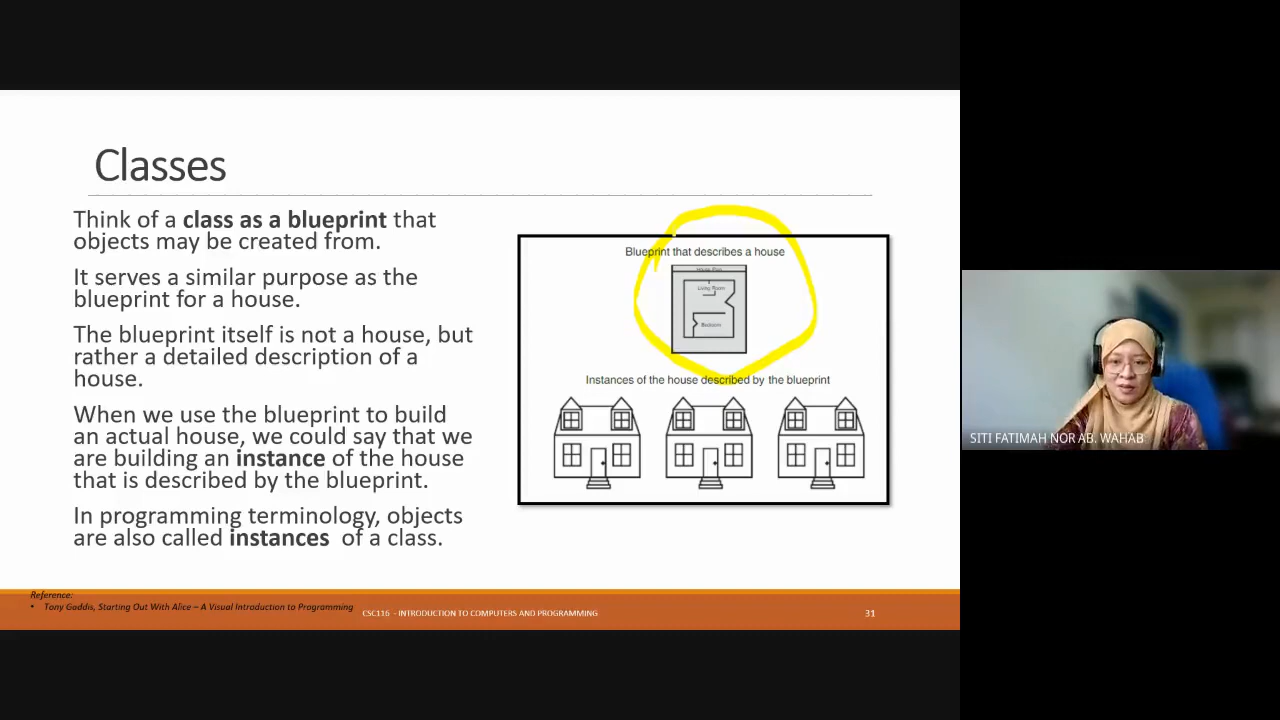 Classes
Think of a class as a blueprint that
objects may be created from.
It serves a similar purpose as the
blueprint for a house.
The blueprint itself is not a house, but
rather a detailed description of a
house.
When we use the blueprint to build
an actual house, we could say that we
are building an instance of the house
that is described by the blueprint.
In programming terminology, objects
are also called instances of a class.
Blueprint that describes a house
House Plan
Living Room
Bedroom
Instances of the house described by the blueprint
SITI FATIMAH NOR AB. WAHAB
Reference:
• Tony Gaddis, Starting Out With Alice – A Visual Introduction to Programming
CSC116 - INTRODUCTION TO COMPUTERS AND PROGRAMMING
31